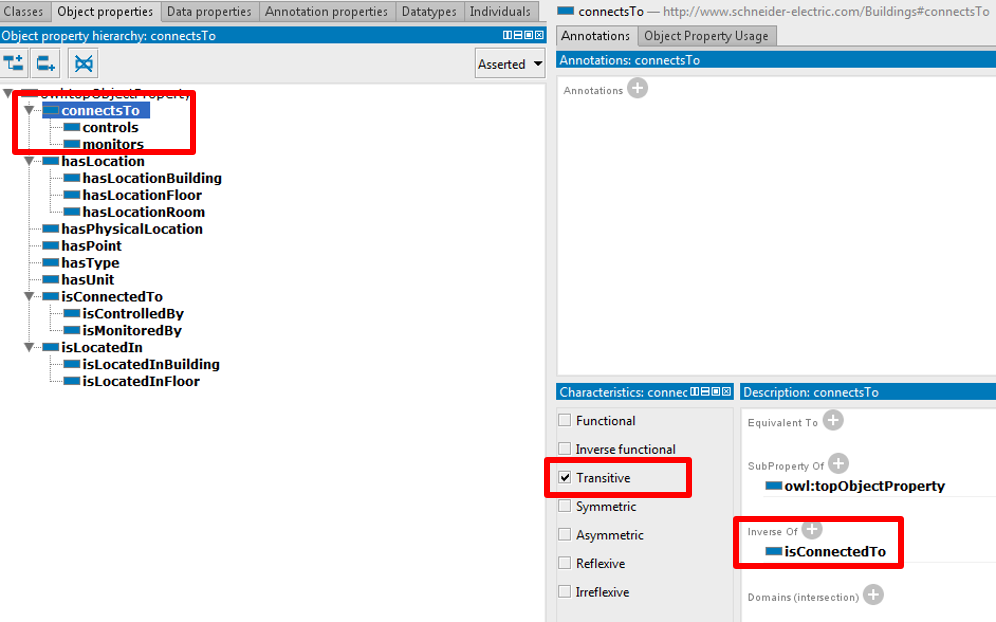 Classes Object properties Data properties Annotation properties Datatypes Individuals
Object property hierarchy: connectsTo
Asserted
owl:topObjectProperty
connectsTo
controls
monitors
hasLocation
hasLocationBuilding
hasLocationFloor
hasLocationRoom
hasPhysicalLocation
hasPoint
hasType
hasUnit
isConnectedTo
isControlledBy
isMonitoredBy
isLocatedIn
isLocatedInBuilding
isLocatedInFloor
connectsTo — http://www.schneider-electric.com/Buildings#connectsTo
Annotations Object Property Usage
Annotations: connectsTo
Annotations
Characteristics: connec
Functional
Inverse functional
Transitive
Symmetric
Asymmetric
Reflexive
Irreflexive
Description: connectsTo
Equivalent To
SubProperty Of
owl:topObjectProperty
Inverse Of
isConnectedTo
Domains (intersection)